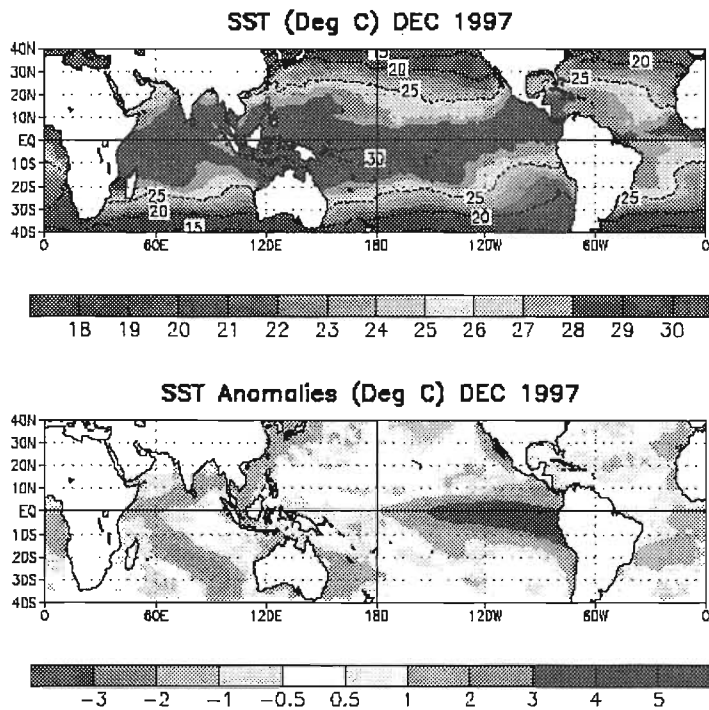 SST (Deg C) DEC 1997
40N
30N
20N
10N
EQ
10S
20S
30S
40S
20
25
25
20
30
25
20
15
25
20
25
0 60E 120E 180 120W 60W 0
18 19 20 21 22 23 24 25 26 27 28 29 30
SST Anomalies (Deg C) DEC 1997
40N
30N
20N
10N
EQ
10S
20S
30S
40S
0 60E 120E 180 120W 60W 0
-3 -2 -1 -0.5 0.5 1 2 3 4 5